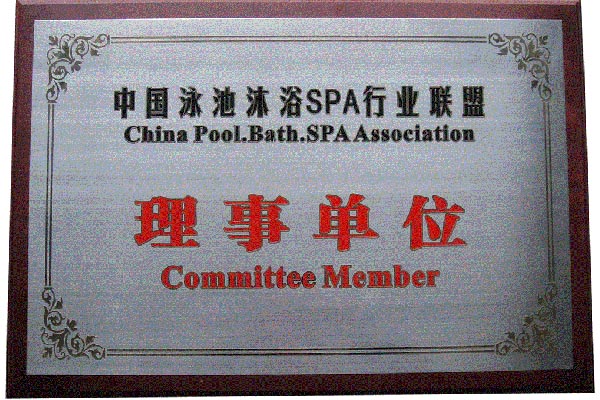 中国泳池沐浴SPA行业联盟
China Pool.Bath.SPA Association
理事单位
Committee Member